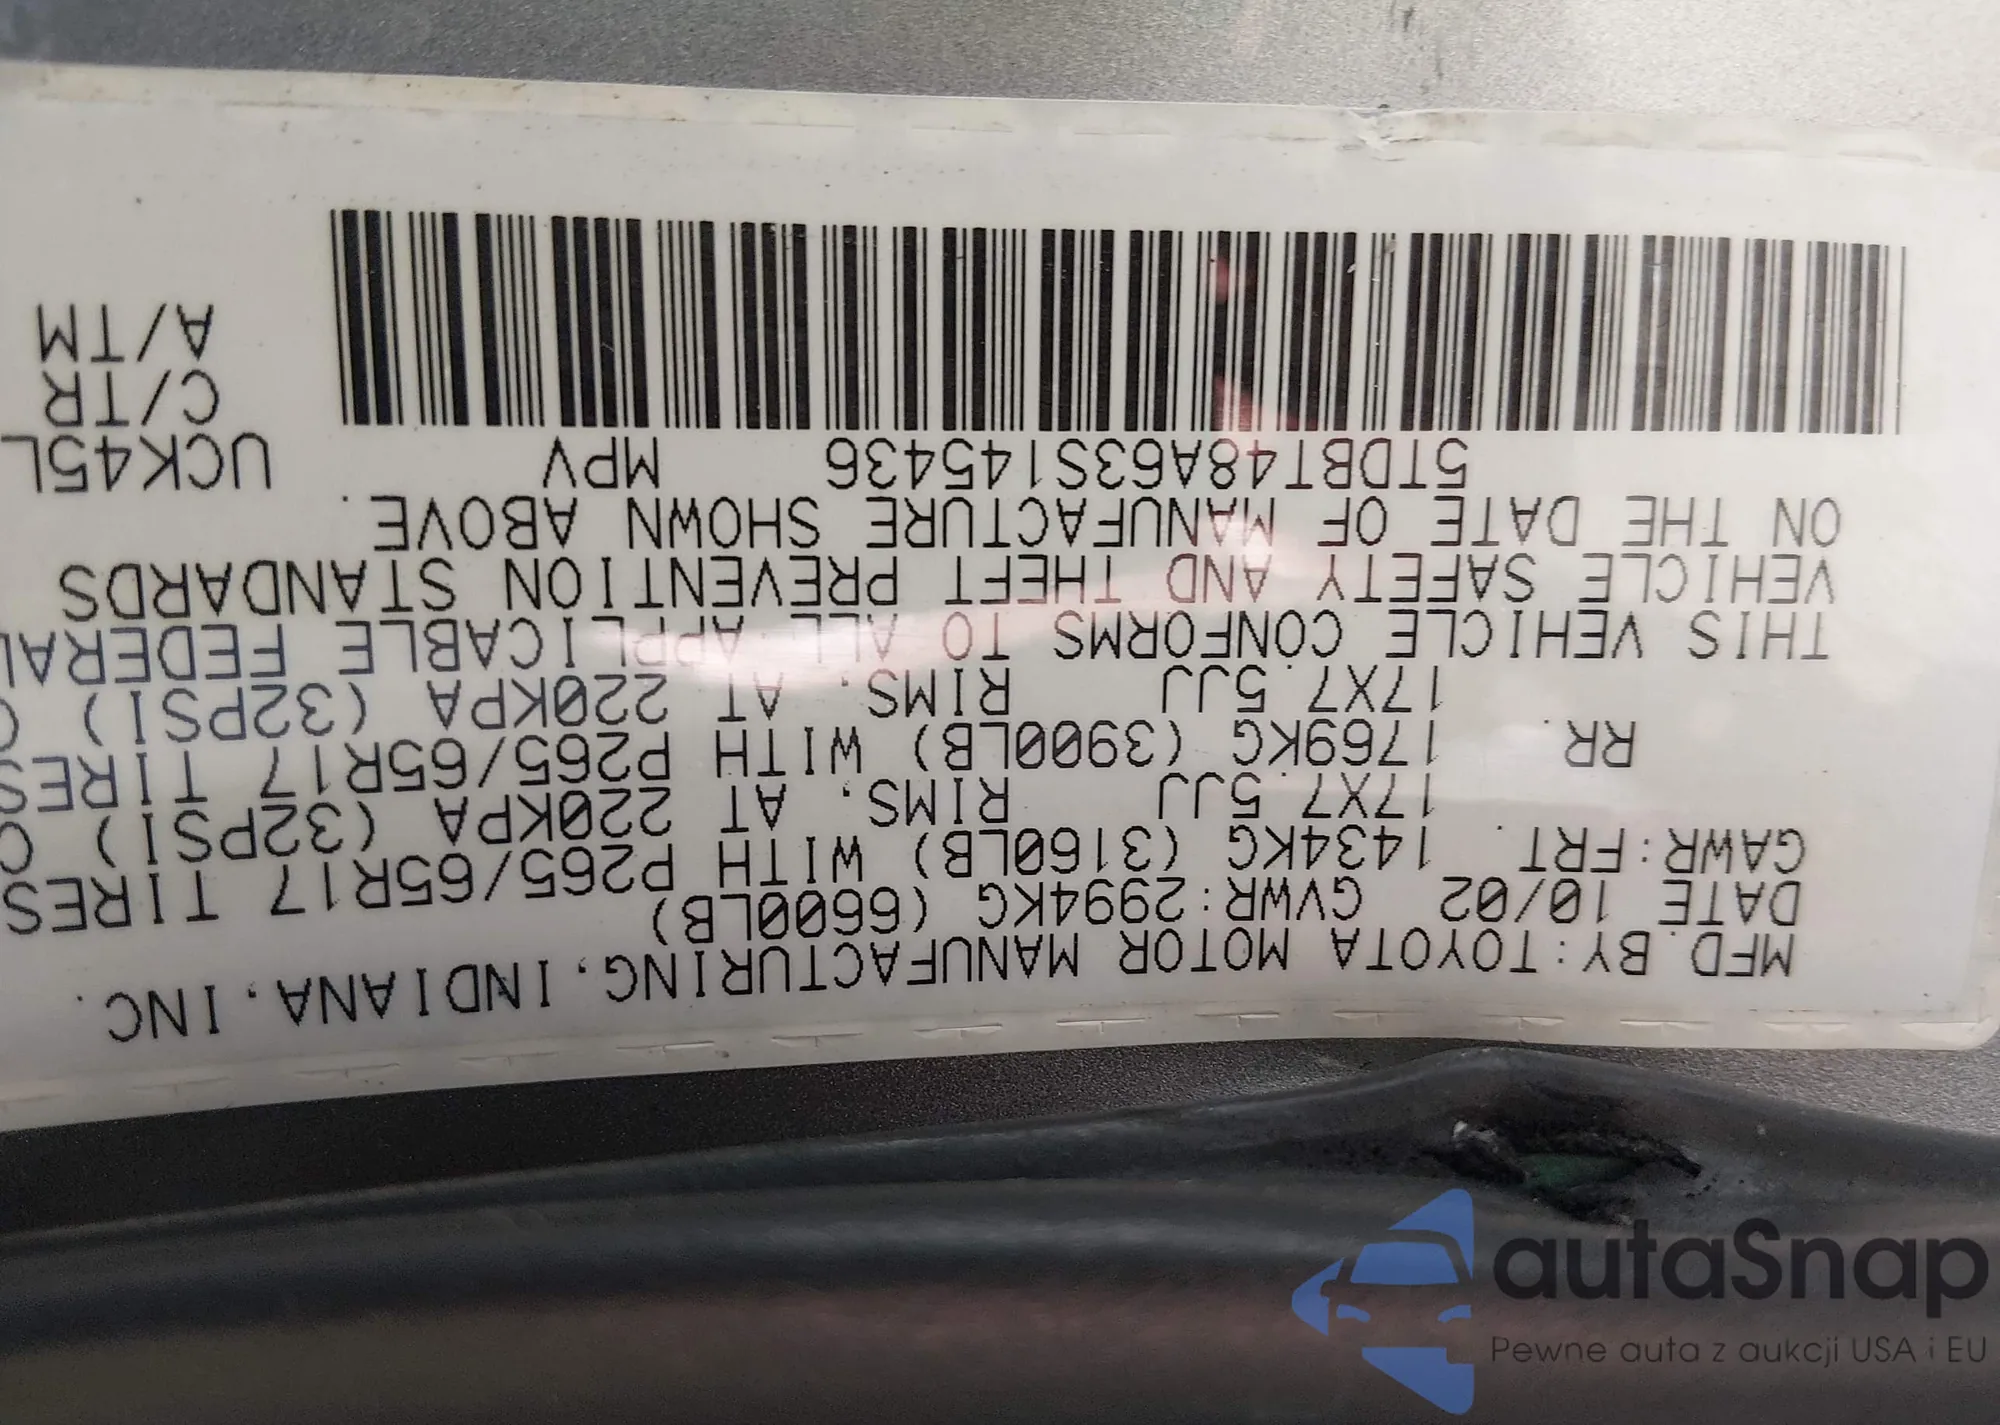 MFD.BY:TOYOTA MOTOR MANUFACTURING,INDIANA,INC.
DATE 10/02 GVWR:2994KG (6600LB)
GAWR:FRT. 1434KG (3160LB) WITH P265/65R17 TIRES
17X7.5JJ RIMS, AT 220KPA (32PSI) C
RR. 1769KG (3900LB) WITH P265/65R17 TIRES
17X7.5JJ RIMS, AT 220KPA (32PSI) C
THIS VEHICLE CONFORMS TO ALL APPLICABLE FEDERAL
VEHICLE SAFETY AND THEFT PREVENTION STANDARDS
ON THE DATE OF MANUFACTURE SHOWN ABOVE.
5TDBT48A63S145436 MPV UCK45L
C/TR
A/TM
autaSnap
Pewne auta z aukcji USA i EU